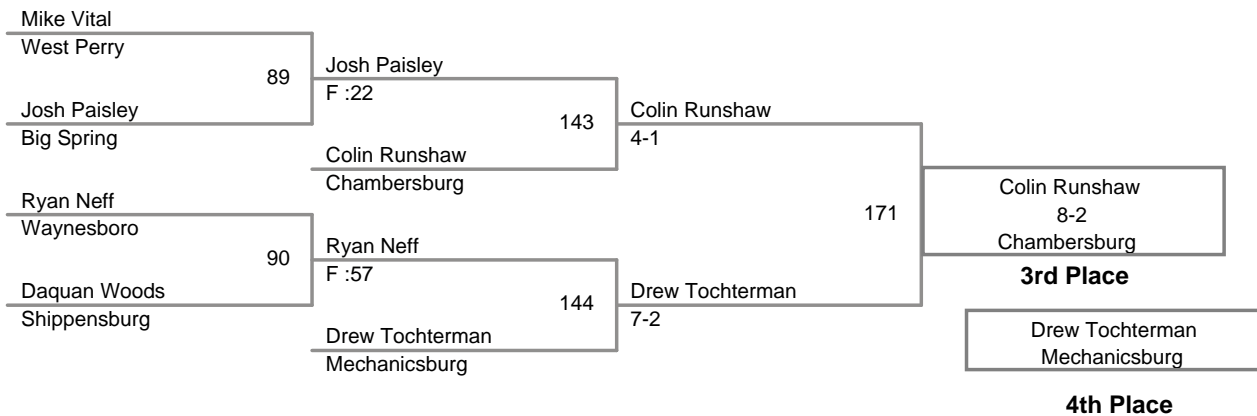 Mike Vital
West Perry
89
Josh Paisley
F :22
Josh Paisley
Big Spring
143
Colin Runshaw
4-1
Colin Runshaw
Chambersburg
Ryan Neff
Waynesboro
90
Ryan Neff
F :57
Daquan Woods
Shippensburg
144
Drew Tochterman
7-2
Drew Tochterman
Mechanicsburg
171
Colin Runshaw
8-2
Chambersburg
3rd Place
Drew Tochterman
Mechanicsburg
4th Place